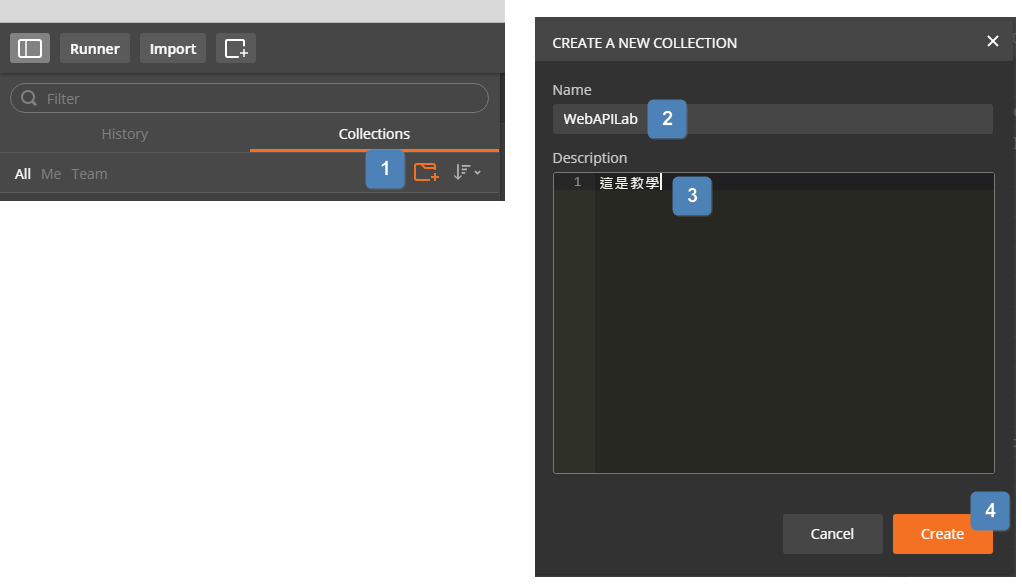 Runner Import
Filter
History Collections
1
All Me Team
CREATE A NEW COLLECTION
Name
WebAPILab 2
Description
1 這是教學 3
4
Cancel Create